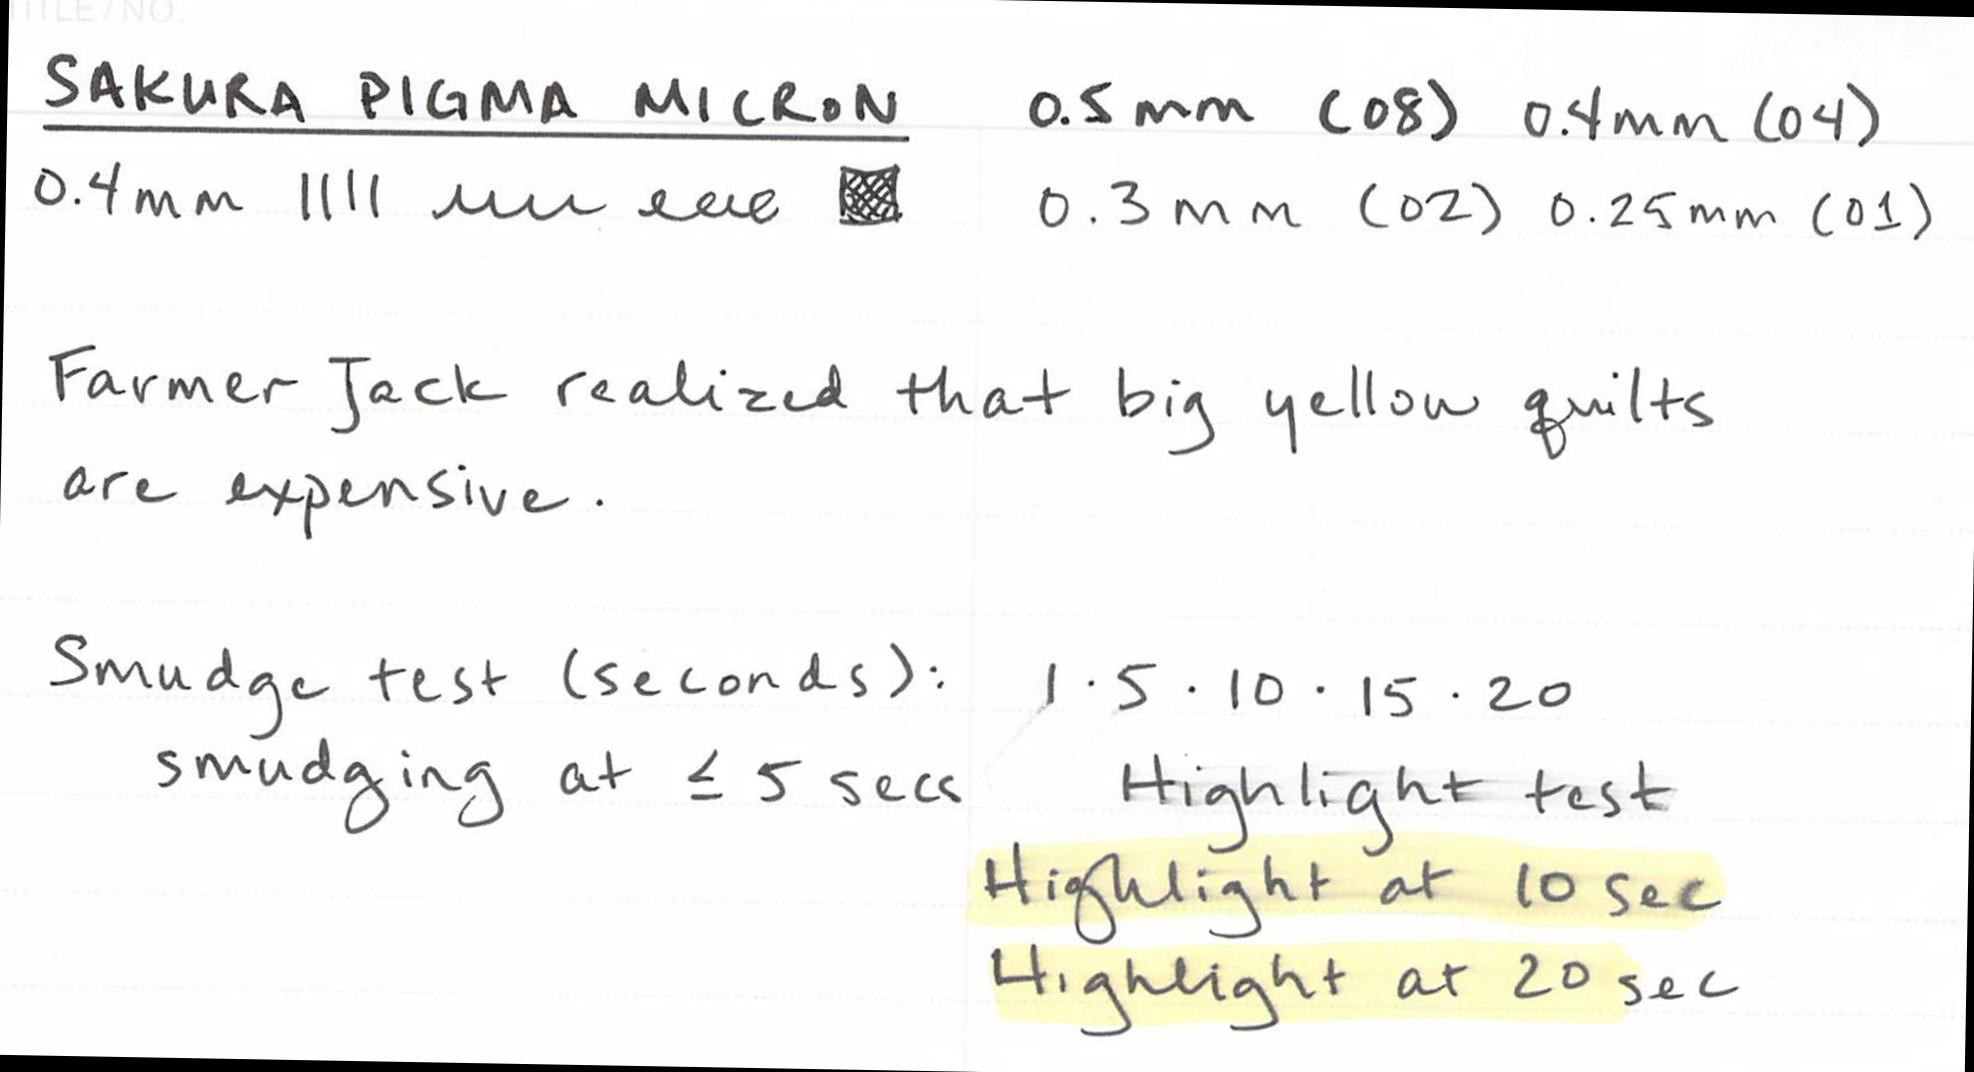 TITLE/NO.
SAKURA PIGMA MICRON 0.5mm (08) 0.4mm (04)
0.4mm 0.3mm (02) 0.25mm (01)
Farmer Jack realized that big yellow quilts
are expensive.
Smudge test (seconds): 1 · 5 · 10 · 15 · 20
smudging at ≤ 5 secs
Highlight test
Highlight at 10 sec
Highlight at 20 sec